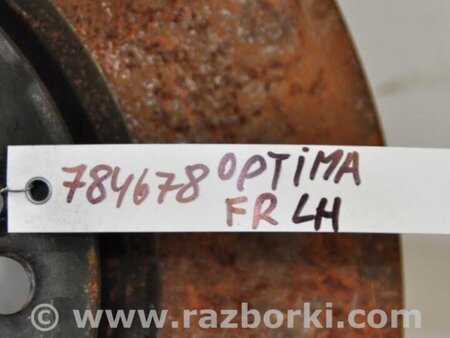 784678 OPTiMA
FR LH
© www.razborki.com